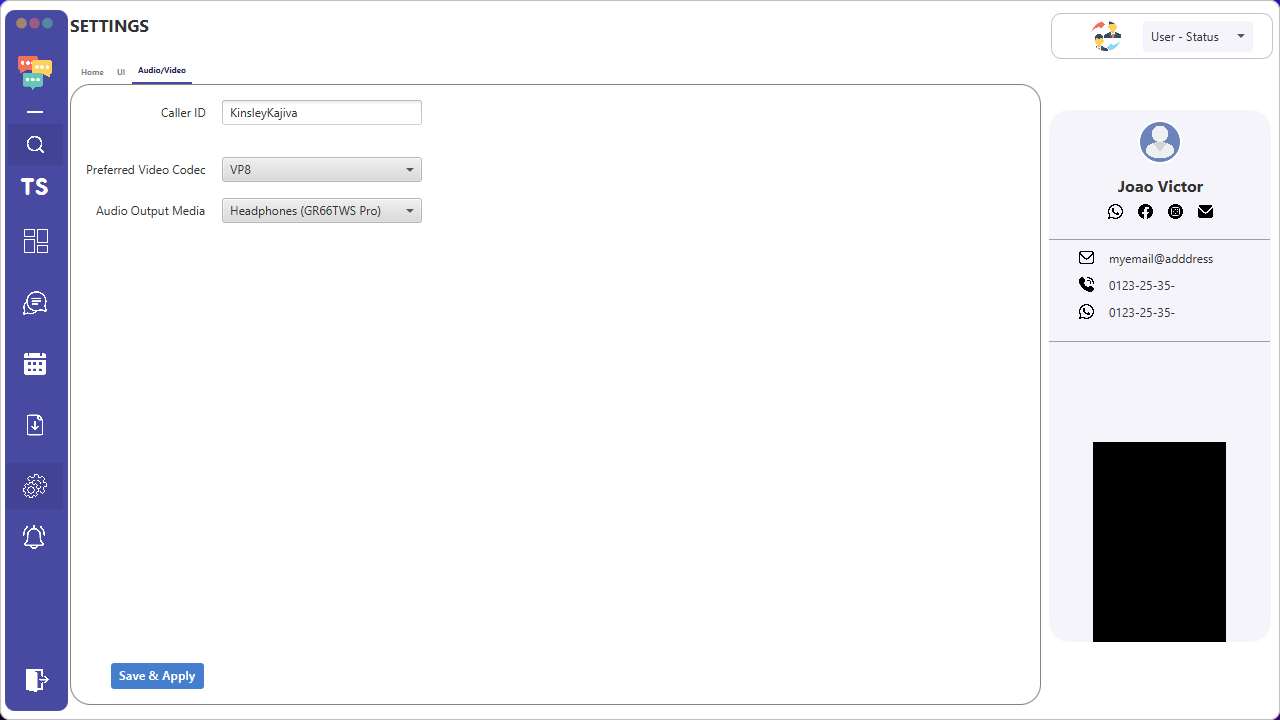 SETTINGS
User - Status
Home UI Audio/Video
Caller ID KinsleyKajiva
Preferred Video Codec VP8
Audio Output Media Headphones (GR66TWS Pro)
Save & Apply
TS
Joao Victor
myemail@adddress
0123-25-35-
0123-25-35-